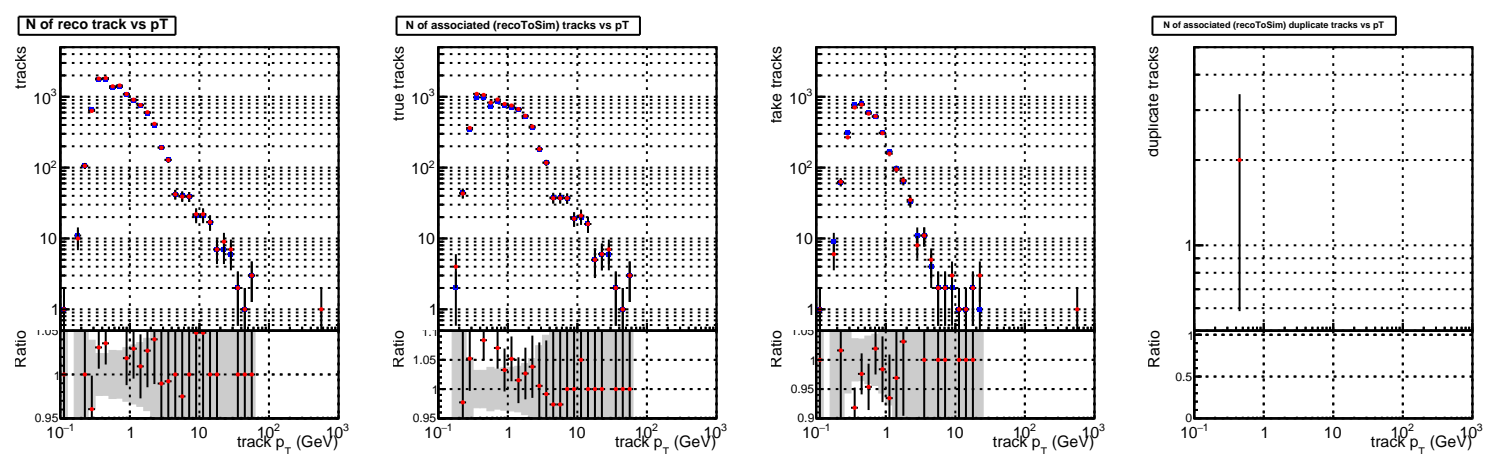 N of reco track vs pT
tracks
10³
10²
10
1
Ratio
1.05
1
0.95
10⁻¹ 1 10 10² 10³
track p_T (GeV)
N of associated (recoToSim) tracks vs pT
true tracks
10³
10²
10
1
Ratio
1.1
1.05
1
0.95
10⁻¹ 1 10 10² 10³
track p_T (GeV)
fake tracks
10³
10²
10
1
Ratio
1.05
1
0.95
0.9
10⁻¹ 1 10 10² 10³
track p_T (GeV)
N of associated (recoToSim) duplicate tracks vs pT
duplicate tracks
1
Ratio
1
0.5
0
10⁻¹ 1 10 10² 10³
track p_T (GeV)